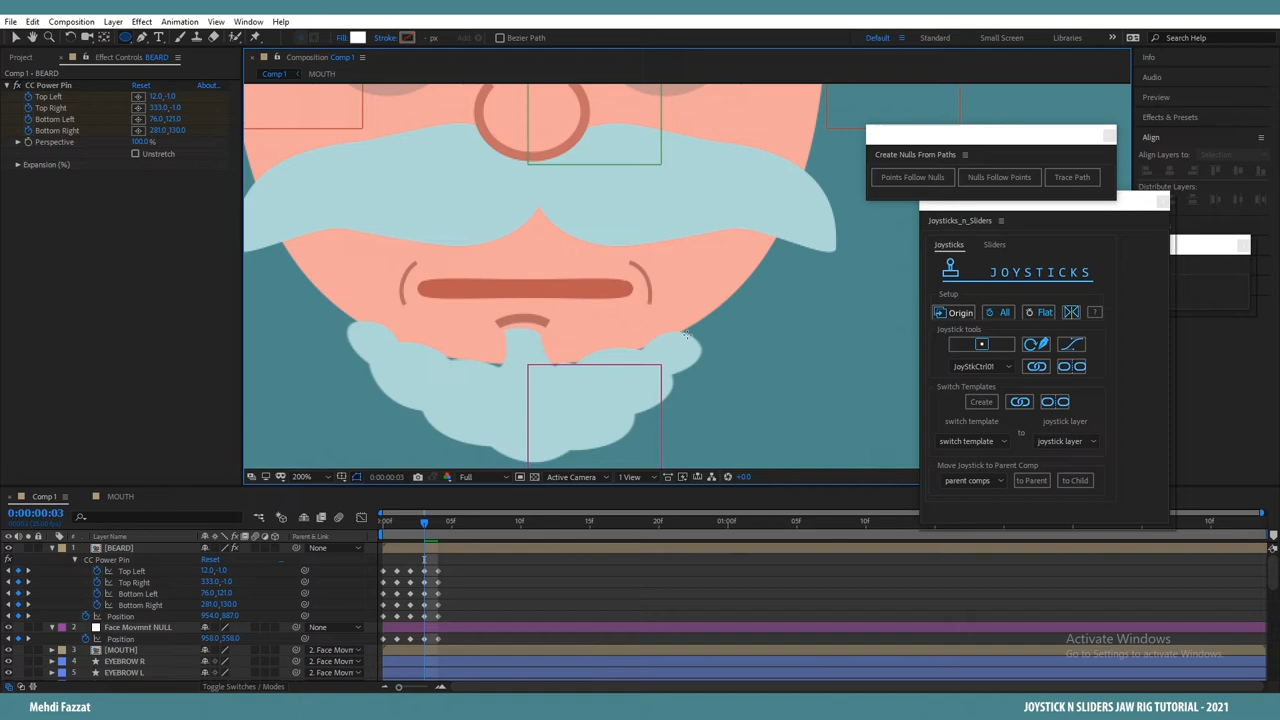 File Edit Composition Layer Effect Animation View Window Help
Fill: Stroke: - px Add: Bezier Path
Default Standard Small Screen Libraries Search Help
Project Effect Controls BEARD
Composition Comp 1
Info
Comp 1 • BEARD
Comp 1 MOUTH
Audio
fx CC Power Pin Reset About...
Top Left 12.0,-1.0
Preview
Top Right 333.0,-1.0
Bottom Left 76.0,121.0
Effects & Presets
Bottom Right 281.0,130.0
Perspective 100.0 %
Align
Unstretch
Create Nulls From Paths
Align Layers to: Selection
Expansion (%)
Points Follow Nulls Nulls Follow Points Trace Path
Distribute Layers:
Joysticks_n_Sliders
Joysticks Sliders
JOYSTICKS
Setup
Origin All Flat ?
Joystick tools
JoyStkCtrl01
Switch Templates
Create
switch template joystick layer
to
switch template joystick layer
Move Joystick to Parent Comp
parent comps to Parent to Child
200% 0:00:00:03 Full Active Camera 1 View +0.0
Comp 1 MOUTH
0:00:00:03
00003 (25.00 fps)
0:00F 05F 10F 15F 20F 01:00F 05F 10F 10F
# Layer Name Parent & Link
1 [BEARD] None
CC Power Pin Reset ...
Top Left 12.0,-1.0
Top Right 333.0,-1.0
Bottom Left 76.0,121.0
Bottom Right 281.0,130.0
Position 954.0,887.0
2 Face Movmnt NULL None
Position 958.0,558.0
3 [MOUTH] 2. Face Movm
4 EYEBROW R 2. Face Movm
5 EYEBROW L 2. Face Movm
Toggle Switches / Modes
Activate Windows
Go to Settings to activate Windows.
Mehdi Fazzat
JOYSTICK N SLIDERS JAW RIG TUTORIAL - 2021